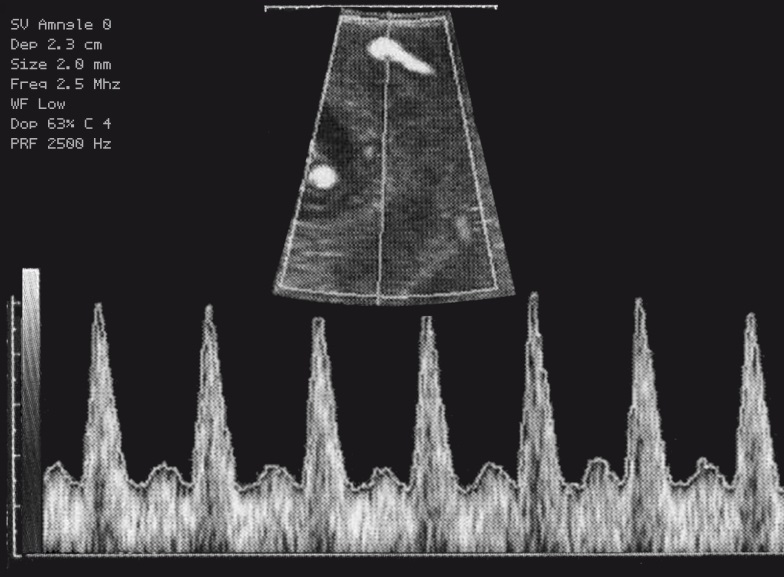 SV Amngle 0
Dep 2.3 cm
Size 2.0 mm
Freq 2.5 Mhz
WF Low
Dop 63% C 4
PRF 2500 Hz